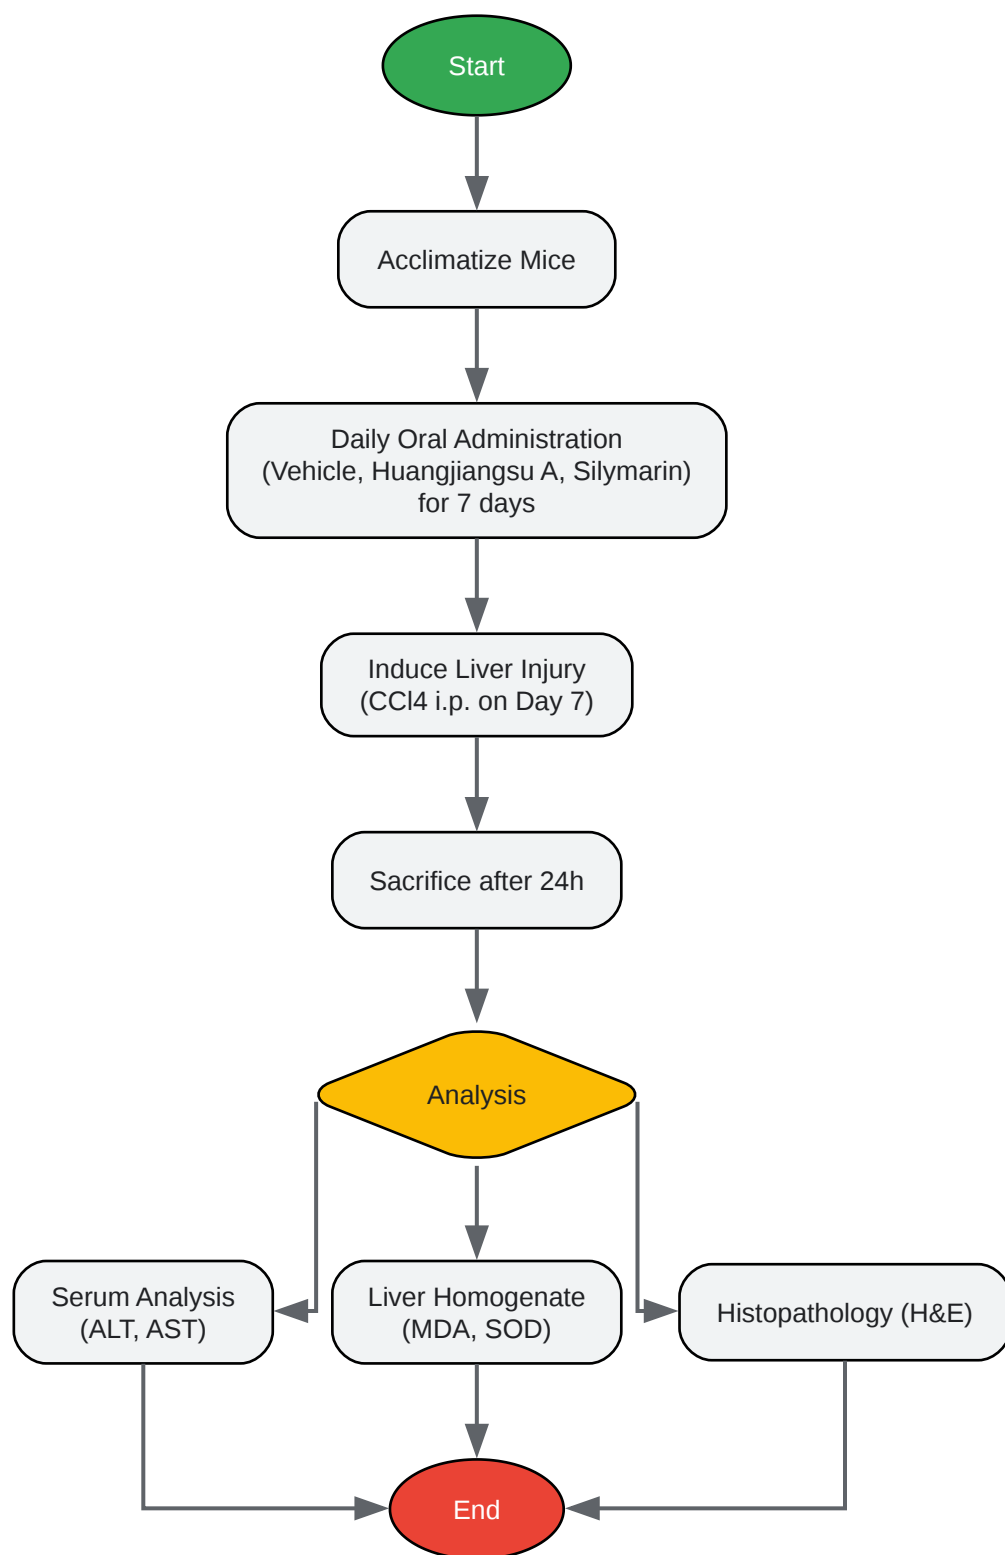 Start
Acclimatize Mice
Daily Oral Administration
(Vehicle, Huangjiangsu A, Silymarin)
for 7 days
Induce Liver Injury
(CCl4 i.p. on Day 7)
Sacrifice after 24h
Analysis
Serum Analysis
(ALT, AST)
Liver Homogenate
(MDA, SOD)
Histopathology (H&E)
End